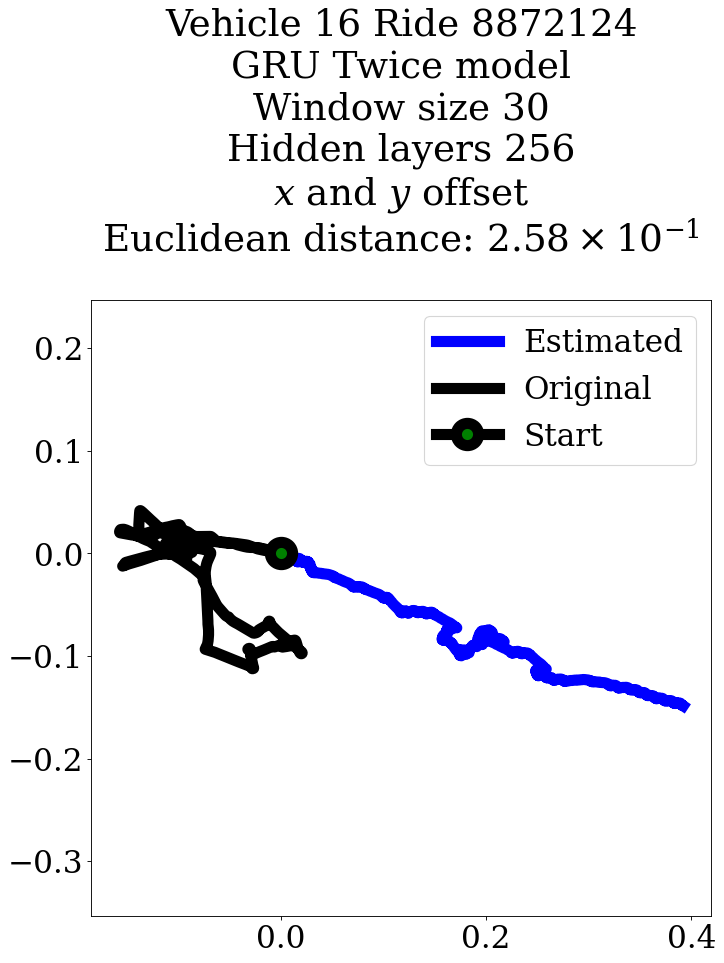 Vehicle 16 Ride 8872124
GRU Twice model
Window size 30
Hidden layers 256
x and y offset
Euclidean distance: 2.58 × 10⁻¹
Estimated
Original
Start
0.2
0.1
0.0
−0.1
−0.2
−0.3
0.0 0.2 0.4